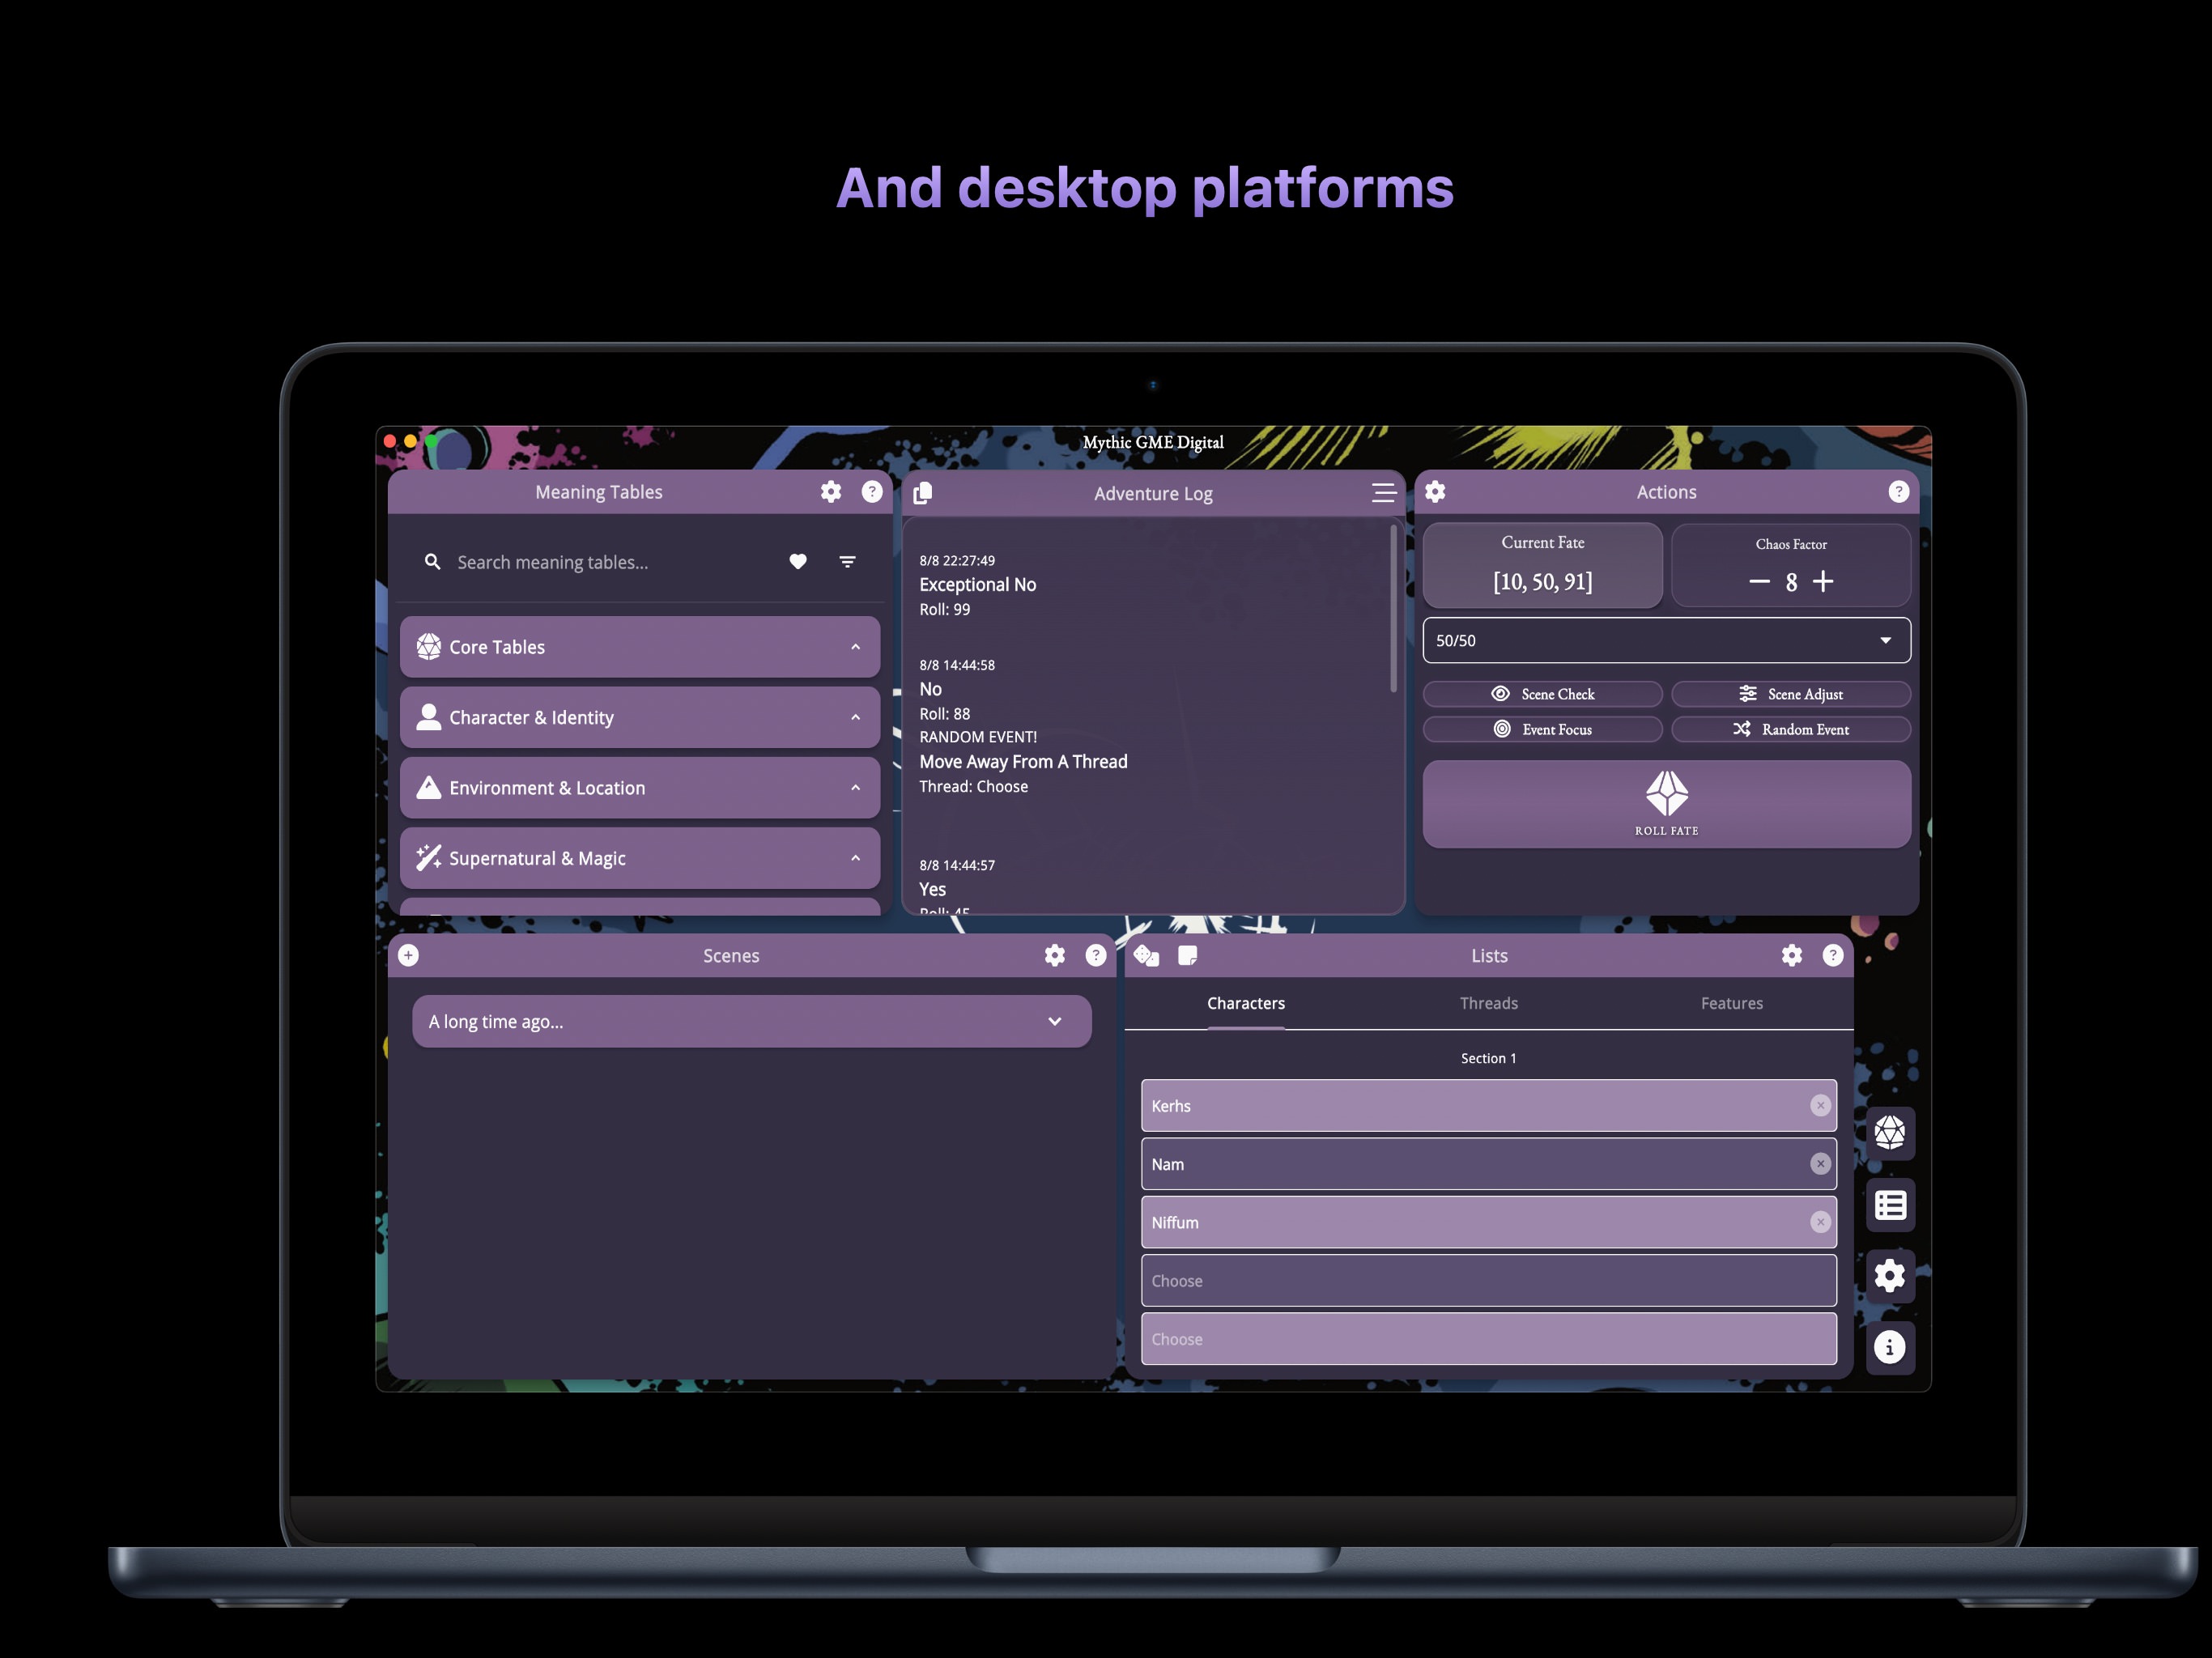 And desktop platforms
Mythic GME Digital
Meaning Tables
Search meaning tables...
Core Tables
Character & Identity
Environment & Location
Supernatural & Magic
Adventure Log
8/8 22:27:49
Exceptional No
Roll: 99
8/8 14:44:58
No
Roll: 88
RANDOM EVENT!
Move Away From A Thread
Thread: Choose
8/8 14:44:57
Yes
Roll: 45
Actions
Current Fate
[10, 50, 91]
Chaos Factor
8
50/50
Scene Check
Scene Adjust
Event Focus
Random Event
ROLL FATE
Scenes
A long time ago...
Lists
Characters
Threads
Features
Section 1
Kerhs
Nam
Niffum
Choose
Choose